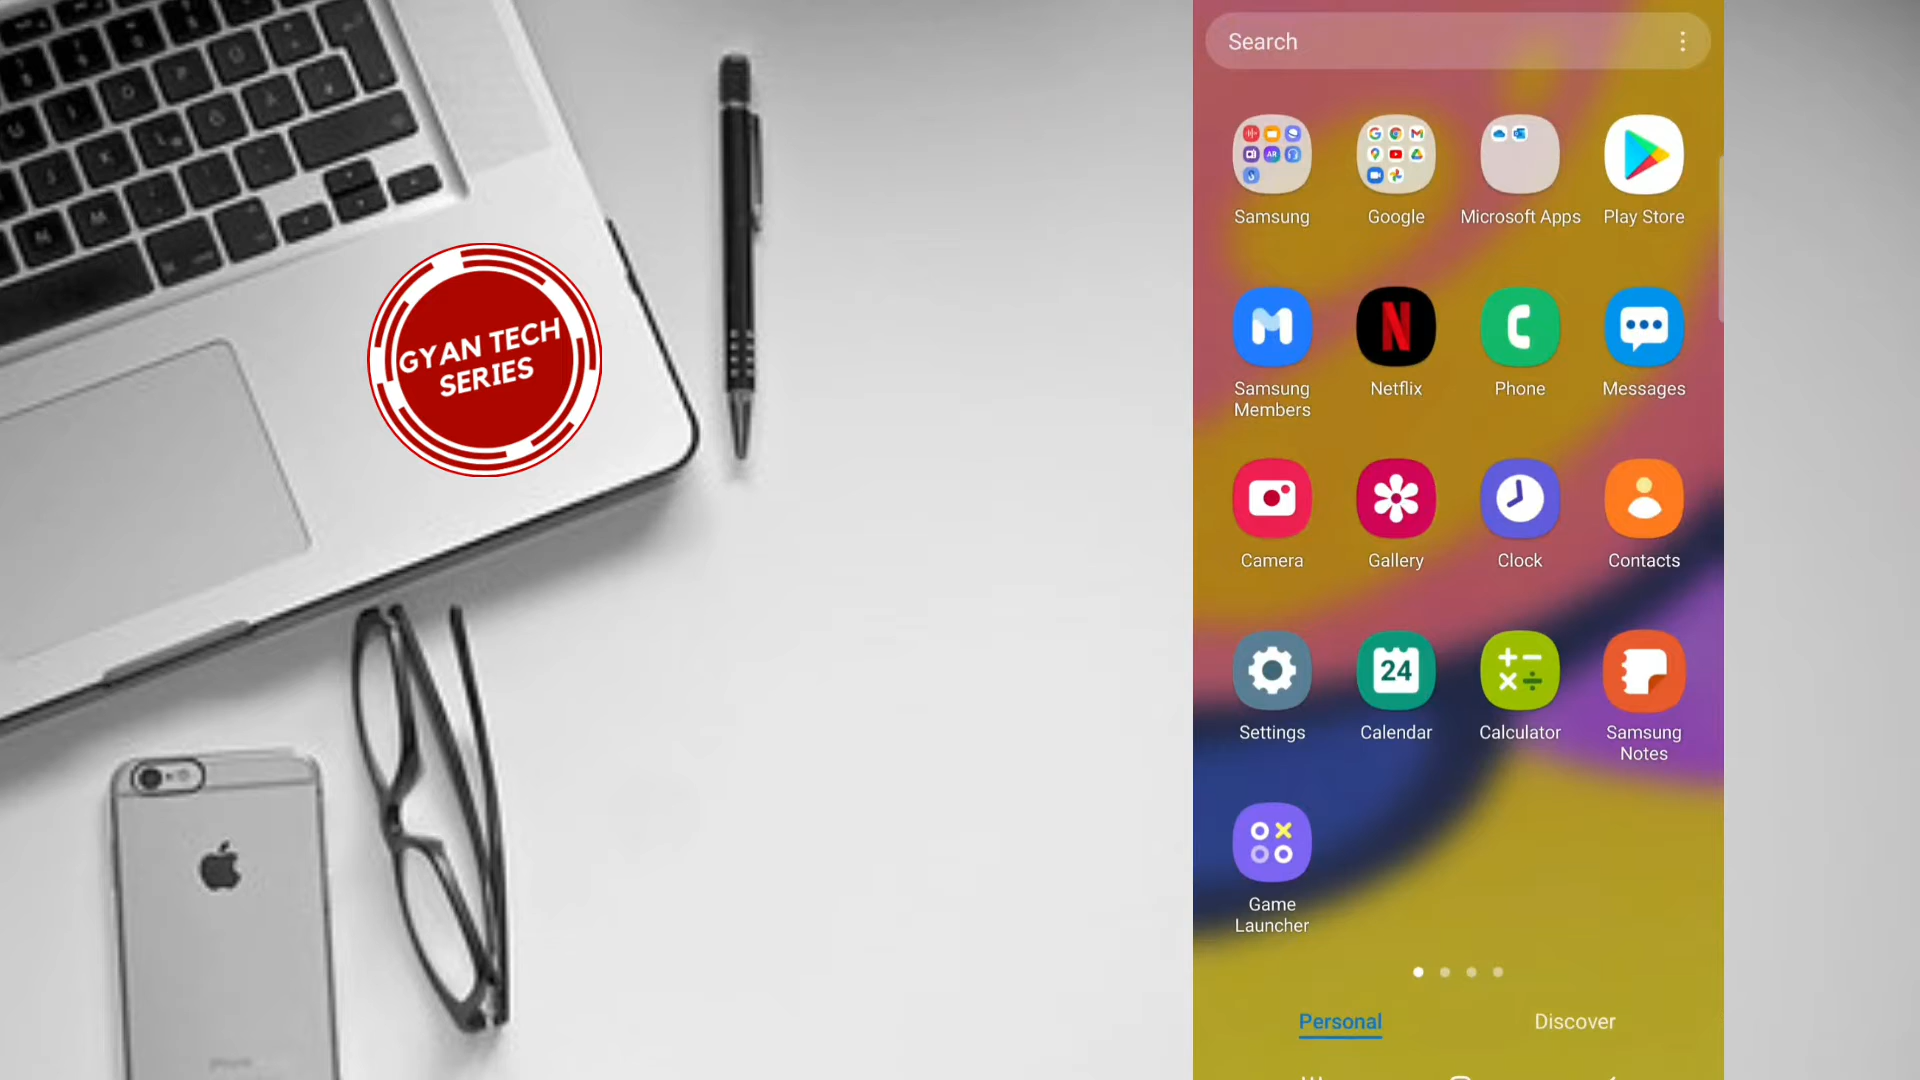 GYAN TECH
SERIES
Search
Samsung
Google
Microsoft Apps
Play Store
Samsung
Members
Netflix
Phone
Messages
Camera
Gallery
Clock
Contacts
Settings
24
Calendar
Calculator
Samsung
Notes
Game
Launcher
Personal
Discover